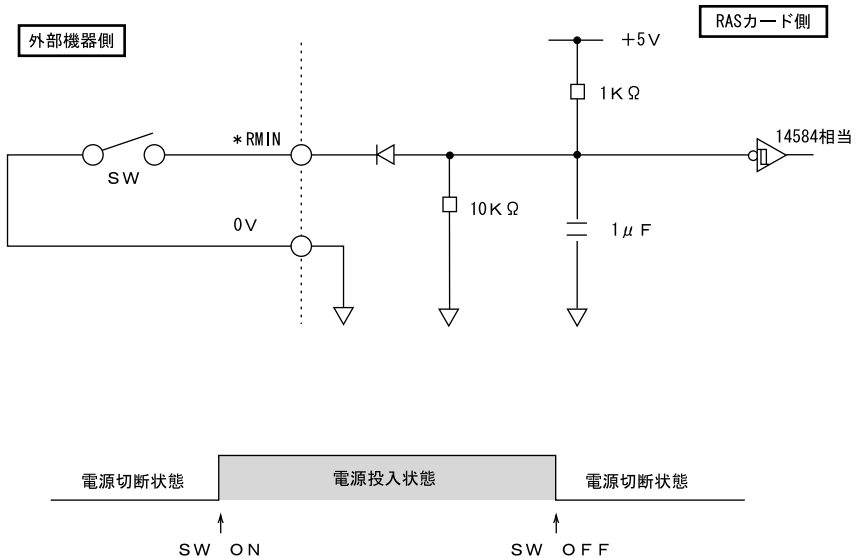 外部機器側
RASカード側
+5V
1KΩ
*RMIN
14584相当
SW
10KΩ
0V
1μF
電源切断状態
電源投入状態
電源切断状態
SW ON
SW OFF